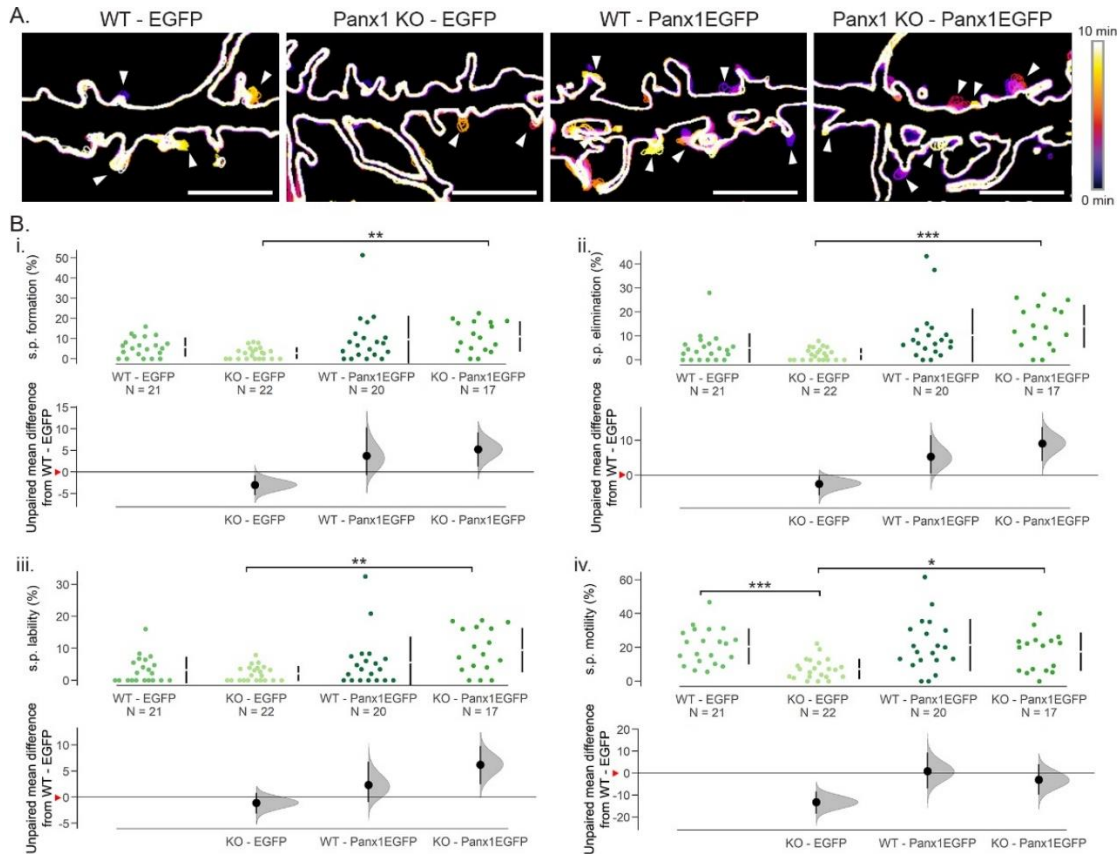 A.
WT - EGFP
Panx1 KO - EGFP
WT - Panx1EGFP
Panx1 KO - Panx1EGFP
10 min
0 min
B.
i.
**
s.p. formation (%)
50
40
30
20
10
0
WT - EGFP
N = 21
KO - EGFP
N = 22
WT - Panx1EGFP
N = 20
KO - Panx1EGFP
N = 17
Unpaired mean difference
from WT - EGFP
15
10
5
0
-5
KO - EGFP
WT - Panx1EGFP
KO - Panx1EGFP
ii.
***
s.p. elimination (%)
40
30
20
10
0
WT - EGFP
N = 21
KO - EGFP
N = 22
WT - Panx1EGFP
N = 20
KO - Panx1EGFP
N = 17
Unpaired mean difference
from WT - EGFP
10
0
KO - EGFP
WT - Panx1EGFP
KO - Panx1EGFP
iii.
**
s.p. lability (%)
30
20
10
0
WT - EGFP
N = 21
KO - EGFP
N = 22
WT - Panx1EGFP
N = 20
KO - Panx1EGFP
N = 17
Unpaired mean difference
from WT - EGFP
10
5
0
-5
KO - EGFP
WT - Panx1EGFP
KO - Panx1EGFP
iv.
***
*
s.p. motility (%)
60
40
20
0
WT - EGFP
N = 21
KO - EGFP
N = 22
WT - Panx1EGFP
N = 20
KO - Panx1EGFP
N = 17
Unpaired mean difference
from WT - EGFP
20
10
0
-10
-20
KO - EGFP
WT - Panx1EGFP
KO - Panx1EGFP